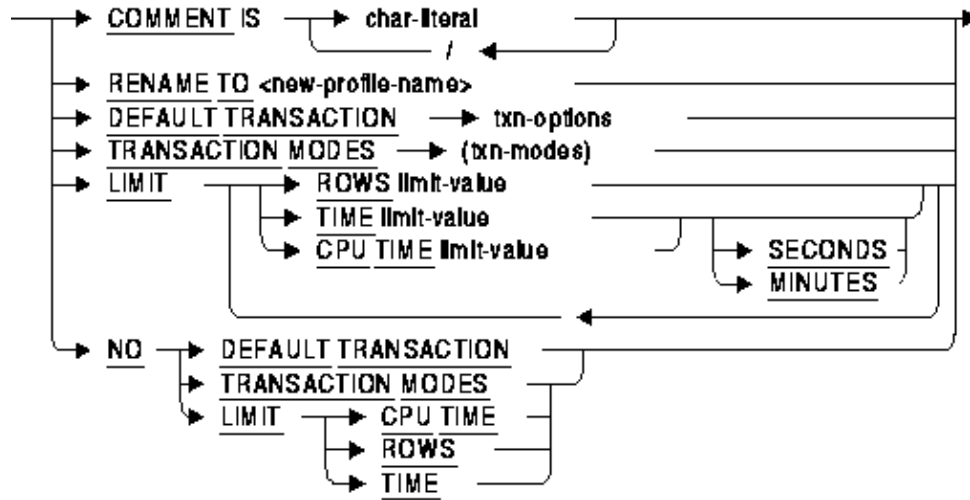 COMMENT IS char-literal
/
RENAME TO <new-profile-name>
DEFAULT TRANSACTION txn-options
TRANSACTION MODES (txn-modes)
LIMIT ROWS limit-value
TIME limit-value
CPU TIME limit-value SECONDS
MINUTES
NO DEFAULT TRANSACTION
TRANSACTION MODES
LIMIT CPU TIME
ROWS
TIME